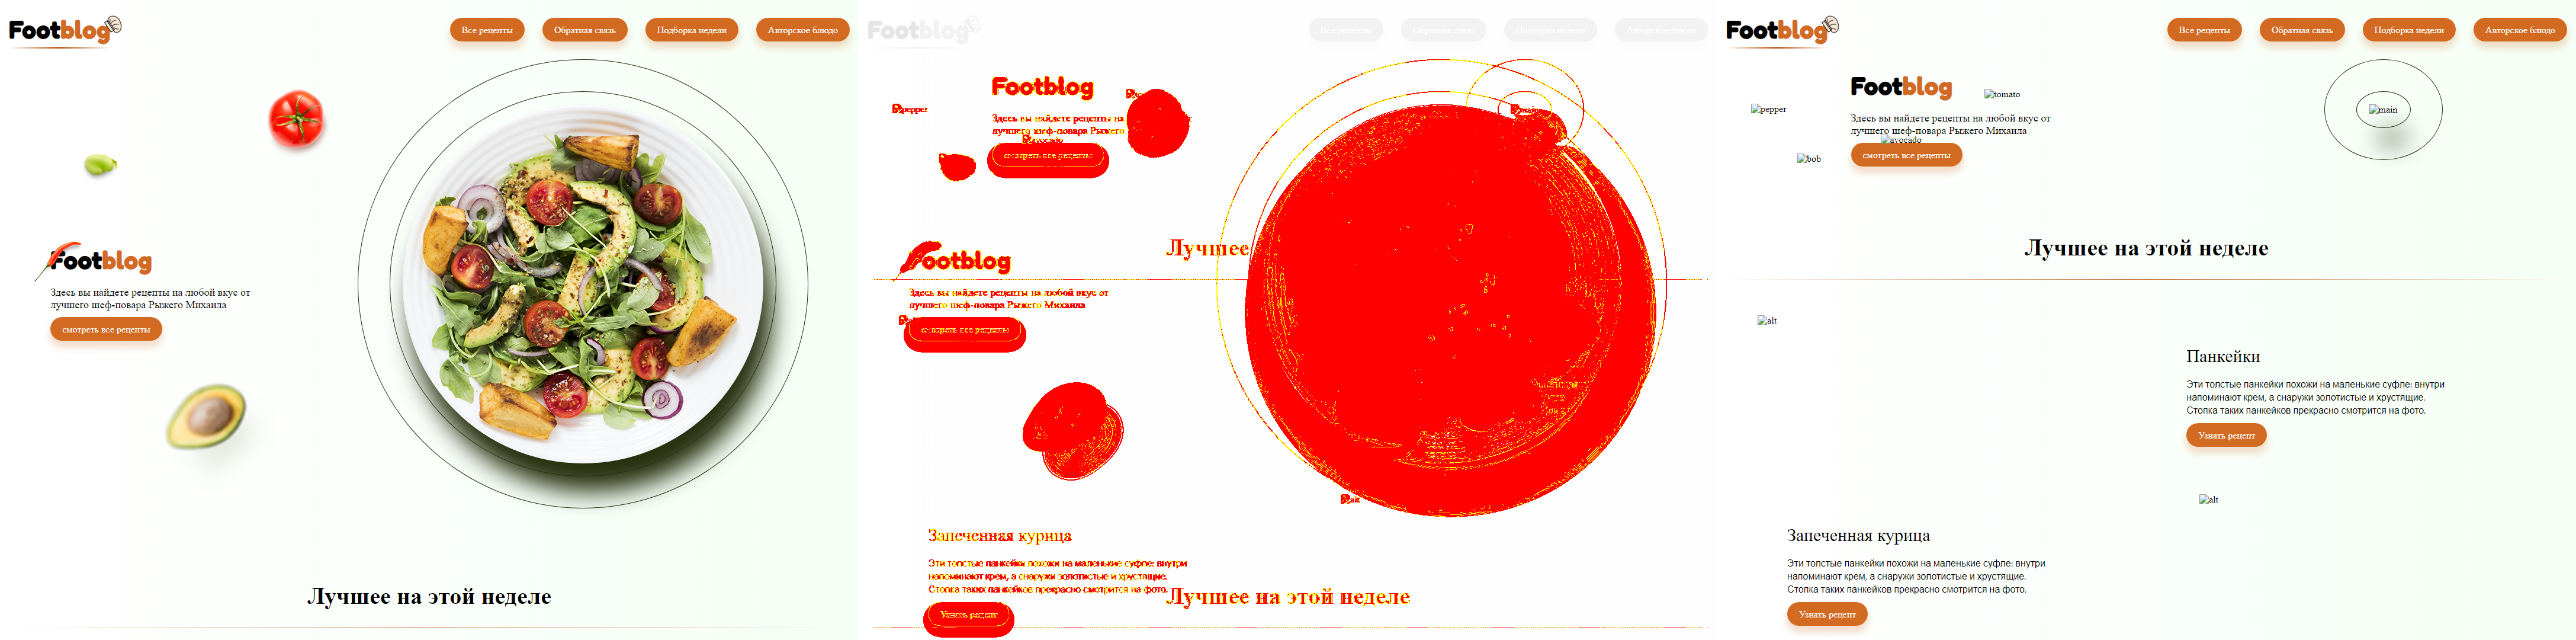 Footblog
Все рецепты
Обратная связь
Подборка недели
Авторское блюдо
Footblog
Здесь вы найдете рецепты на любой вкус от
лучшего шеф-повара Рыжего Михаила
смотреть все рецепты
Лучшее на этой неделе
Footblog
Все рецепты
Обратная связь
Подборка недели
Авторское блюдо
pepper
Footblog
Здесь вы найдете рецепты на
лучшего шеф-повара Рыжего
avocado
смотреть все рецепты
main
Лучшее
Footblog
Здесь вы найдете рецепты на любой вкус от
лучшего шеф-повара Рыжего Михаила
смотреть все рецепты
alt
Запеченная курица
Эти толстые панкейки похожи на маленькие суфле: внутри
напоминают крем, а снаружи золотистые и хрустящие.
Стопка таких панкейков прекрасно смотрится на фото.
Лучшее на этой неделе
Узнать рецепт
Footblog
Все рецепты
Обратная связь
Подборка недели
Авторское блюдо
pepper
Footblog
tomato
main
Здесь вы найдете рецепты на любой вкус от
лучшего шеф-повара Рыжего Михаила
avocado
bob
смотреть все рецепты
Лучшее на этой неделе
alt
Панкейки
Эти толстые панкейки похожи на маленькие суфле: внутри
напоминают крем, а снаружи золотистые и хрустящие.
Стопка таких панкейков прекрасно смотрится на фото.
Узнать рецепт
alt
Запеченная курица
Эти толстые панкейки похожи на маленькие суфле: внутри
напоминают крем, а снаружи золотистые и хрустящие.
Стопка таких панкейков прекрасно смотрится на фото.
Узнать рецепт